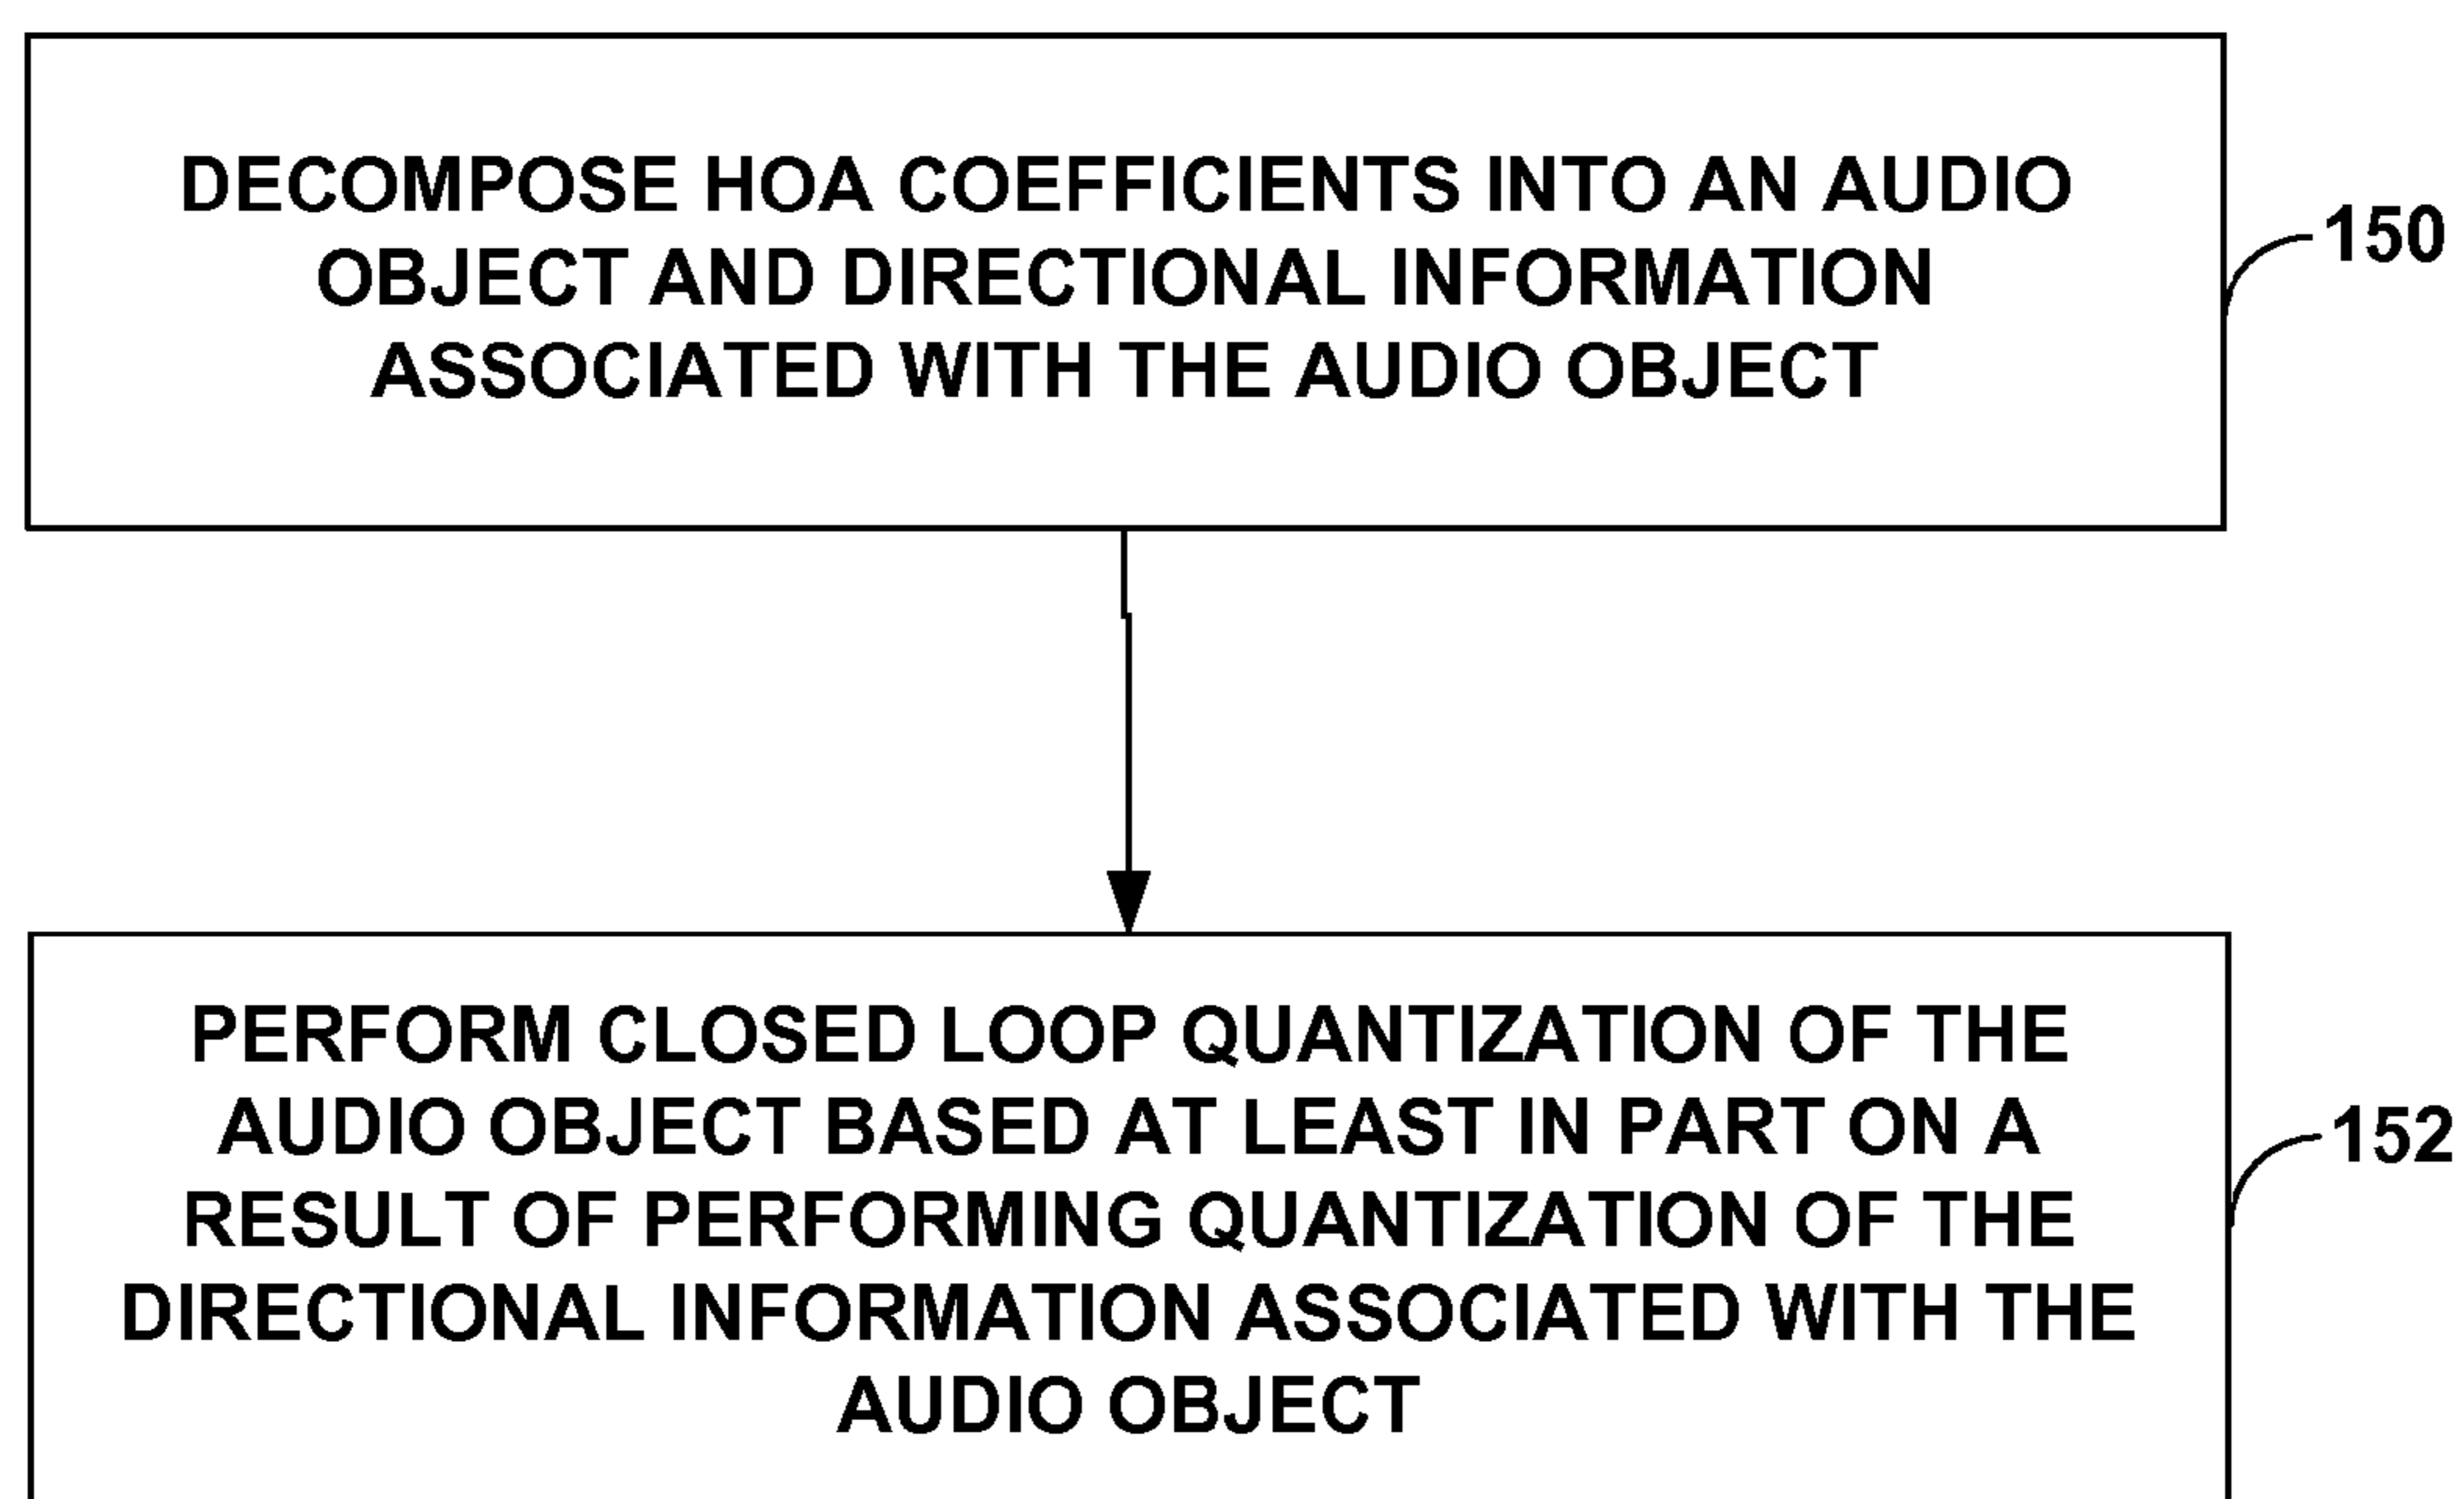 DECOMPOSE HOA COEFFICIENTS INTO AN AUDIO
OBJECT AND DIRECTIONAL INFORMATION
ASSOCIATED WITH THE AUDIO OBJECT
150
PERFORM CLOSED LOOP QUANTIZATION OF THE
AUDIO OBJECT BASED AT LEAST IN PART ON A
RESULT OF PERFORMING QUANTIZATION OF THE
DIRECTIONAL INFORMATION ASSOCIATED WITH THE
AUDIO OBJECT
152